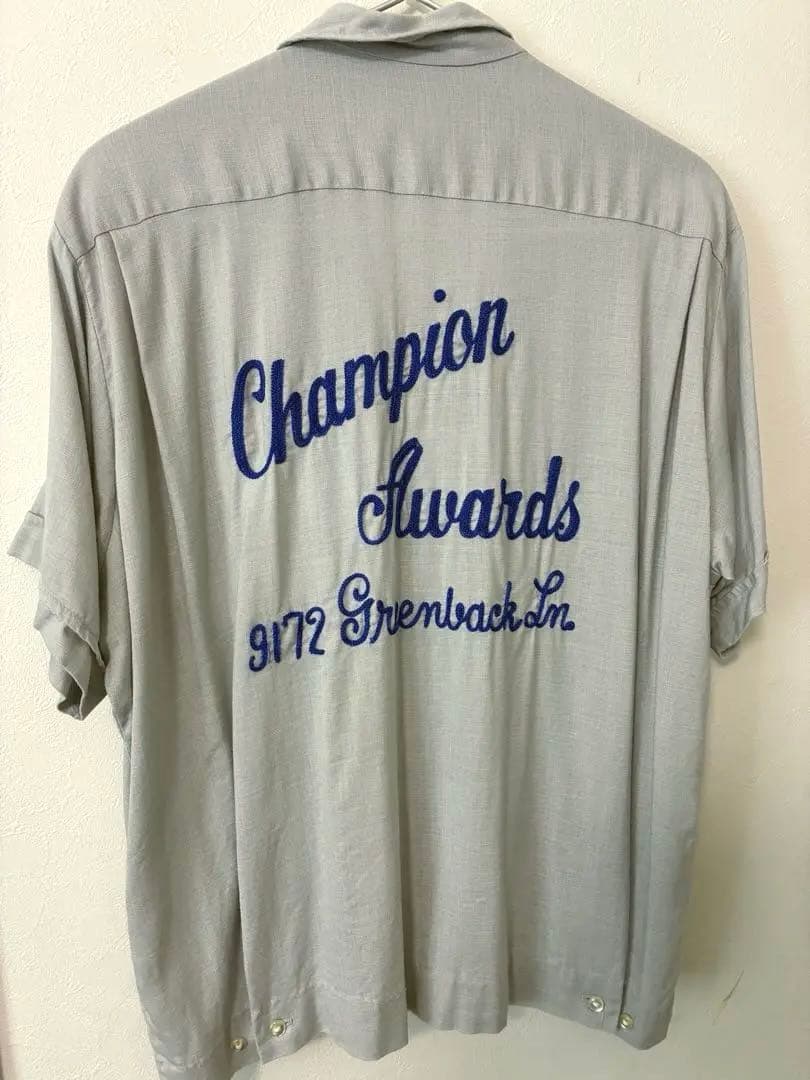 Champion
Awards
9172 Greenback Ln.